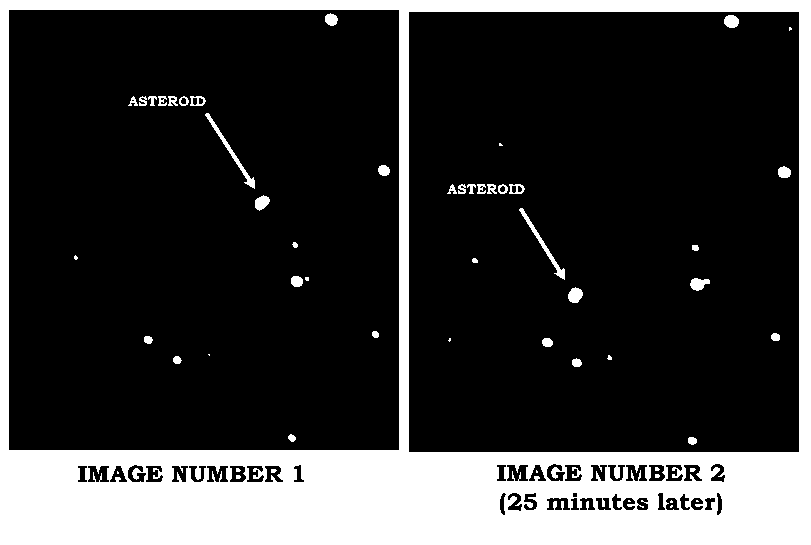 ASTEROID
IMAGE NUMBER 1
ASTEROID
IMAGE NUMBER 2
(25 minutes later)